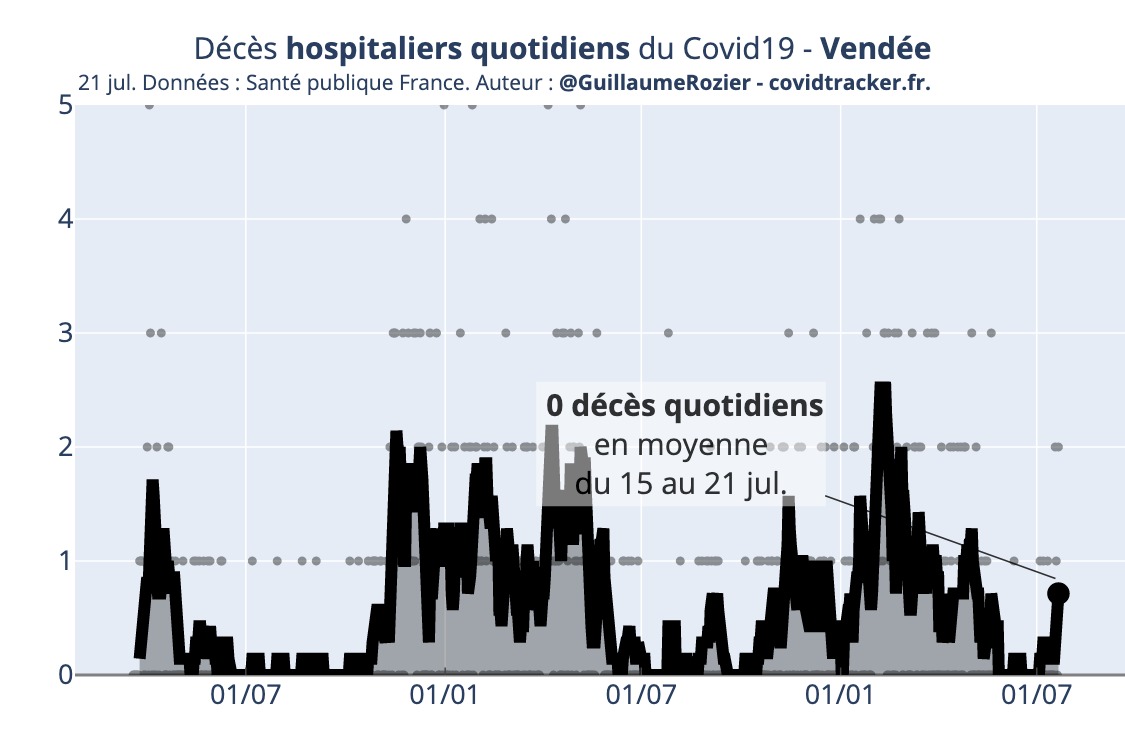 Décès hospitaliers quotidiens du Covid19 - Vendée
21 jul. Données : Santé publique France. Auteur : @GuillaumeRozier - covidtracker.fr.
5
4
3
2
1
0
0 décès quotidiens
en moyenne
du 15 au 21 jul.
01/07 01/01 01/07 01/01 01/07